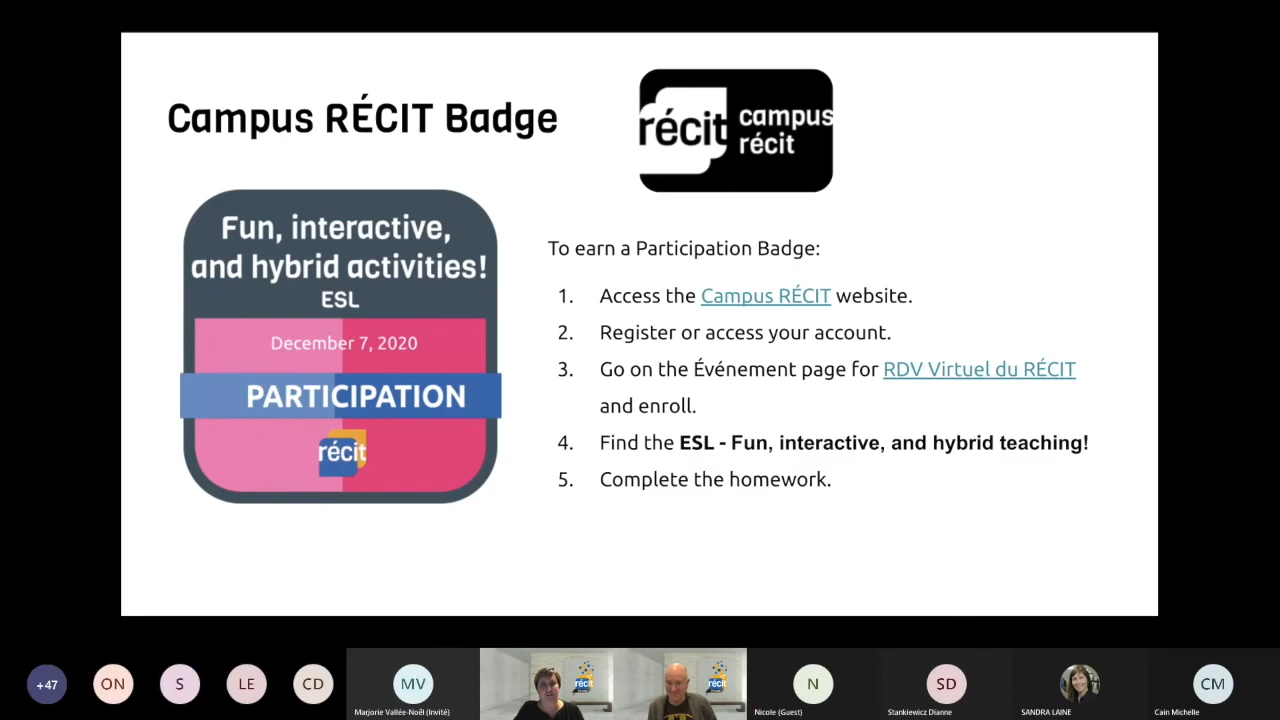 Campus RÉCIT Badge
récit
campus
récit
Fun, interactive,
and hybrid activities!
ESL
December 7, 2020
PARTICIPATION
récit
To earn a Participation Badge:
1. Access the Campus RÉCIT website.
2. Register or access your account.
3. Go on the Événement page for RDV Virtuel du RÉCIT
and enroll.
4. Find the ESL - Fun, interactive, and hybrid teaching!
5. Complete the homework.
+47
ON
S
LE
CD
MV
récit
récit
N
SD
CM
Marjorie Vallée-Noël (Invité)
Nicole (Guest)
Stankiewicz Dianne
SANDRA LAINE
Cain Michelle